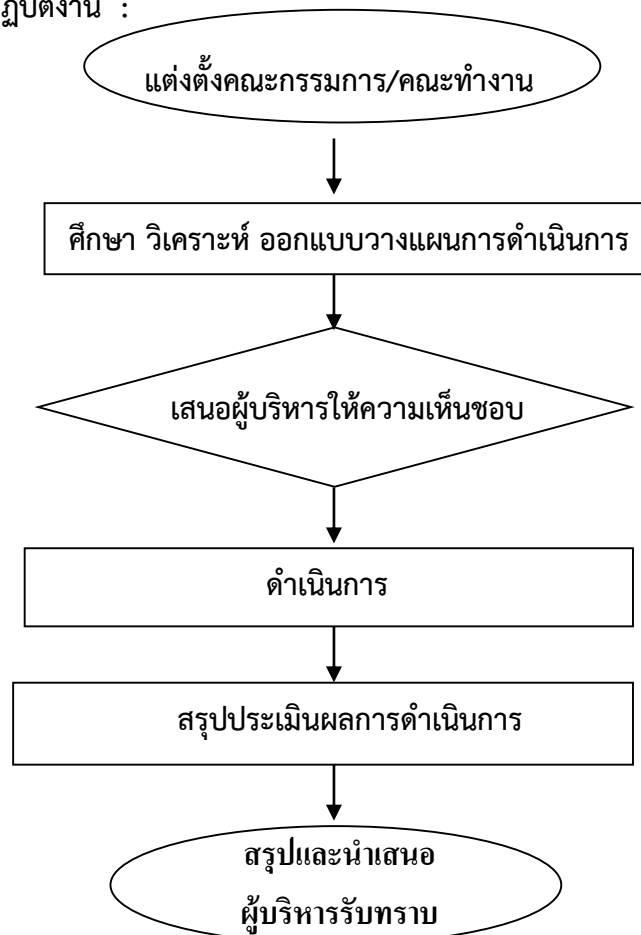 ฏิบัติงาน :
แต่งตั้งคณะกรรมการ/คณะทำงาน
ศึกษา วิเคราะห์ ออกแบบวางแผนการดำเนินการ
เสนอผู้บริหารให้ความเห็นชอบ
ดำเนินการ
สรุปประเมินผลการดำเนินการ
สรุปและนำเสนอ
ผู้บริหารรับทราบ